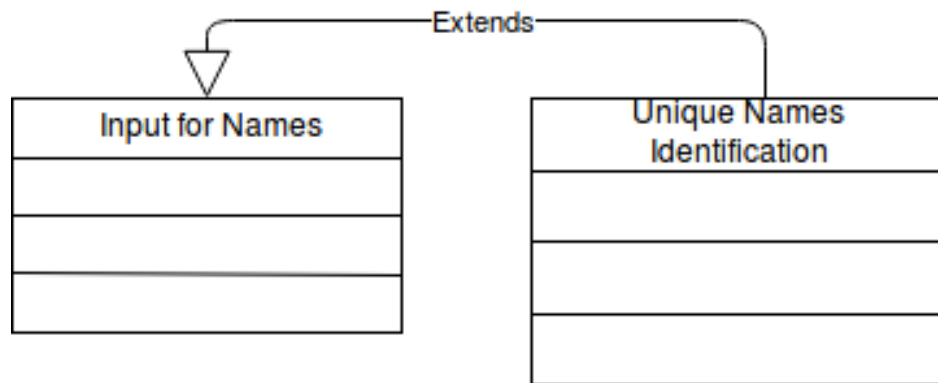 Extends
Input for Names
Unique Names
Identification